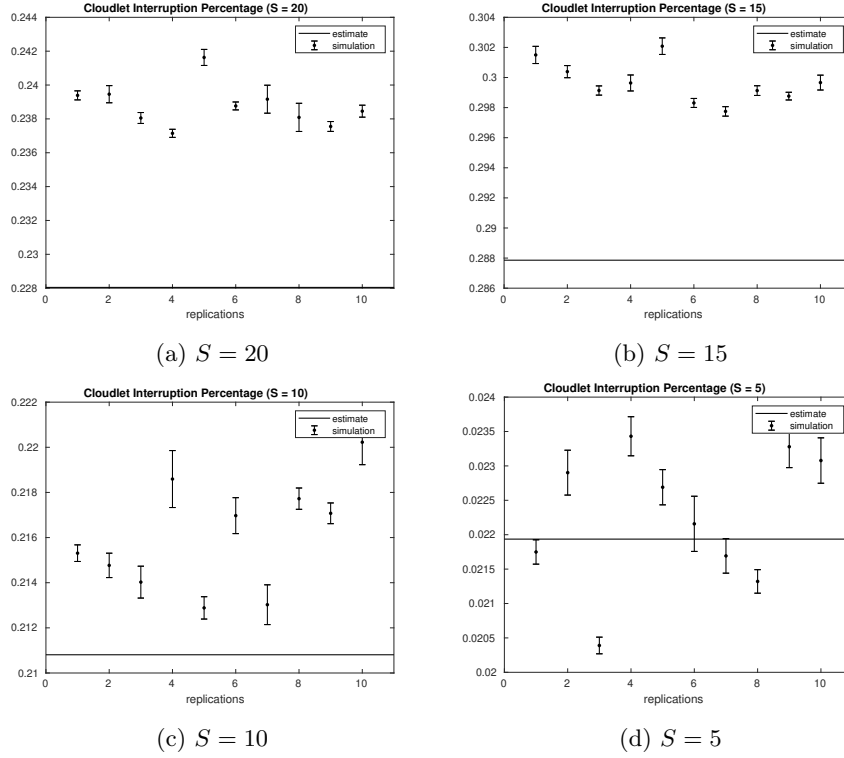 Cloudlet Interruption Percentage (S = 20)
0.244
0.242
0.24
0.238
0.236
0.234
0.232
0.23
0.228
0 2 4 6 8 10
replications
estimate
simulation
(a) S = 20
Cloudlet Interruption Percentage (S = 15)
0.304
0.302
0.3
0.298
0.296
0.294
0.292
0.29
0.288
0.286
0 2 4 6 8 10
replications
estimate
simulation
(b) S = 15
Cloudlet Interruption Percentage (S = 10)
0.222
0.22
0.218
0.216
0.214
0.212
0.21
0 2 4 6 8 10
replications
estimate
simulation
(c) S = 10
Cloudlet Interruption Percentage (S = 5)
0.024
0.0235
0.023
0.0225
0.022
0.0215
0.021
0.0205
0.02
0 2 4 6 8 10
replications
estimate
simulation
(d) S = 5